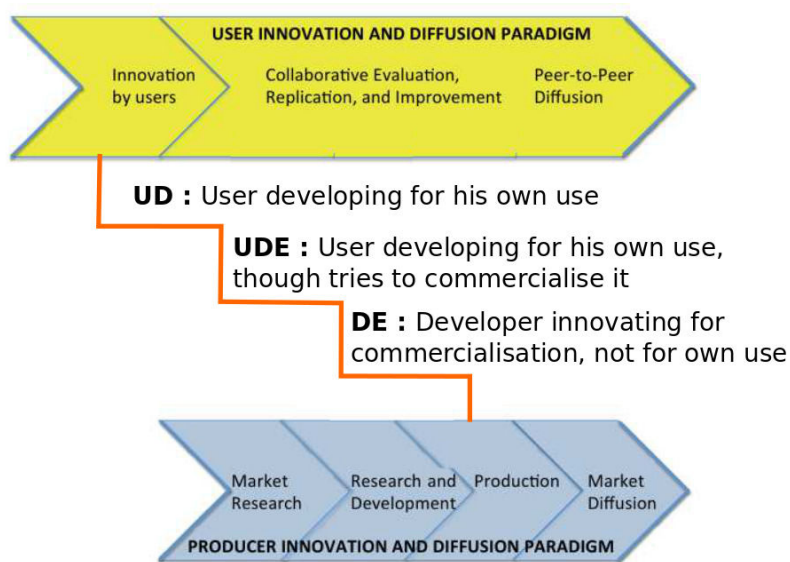 USER INNOVATION AND DIFFUSION PARADIGM
Innovation
by users
Collaborative Evaluation,
Replication, and Improvement
Peer-to-Peer
Diffusion
UD : User developing for his own use
UDE : User developing for his own use,
though tries to commercialise it
DE : Developer innovating for
commercialisation, not for own use
Market
Research
Research and
Development
Production
Market
Diffusion
PRODUCER INNOVATION AND DIFFUSION PARADIGM